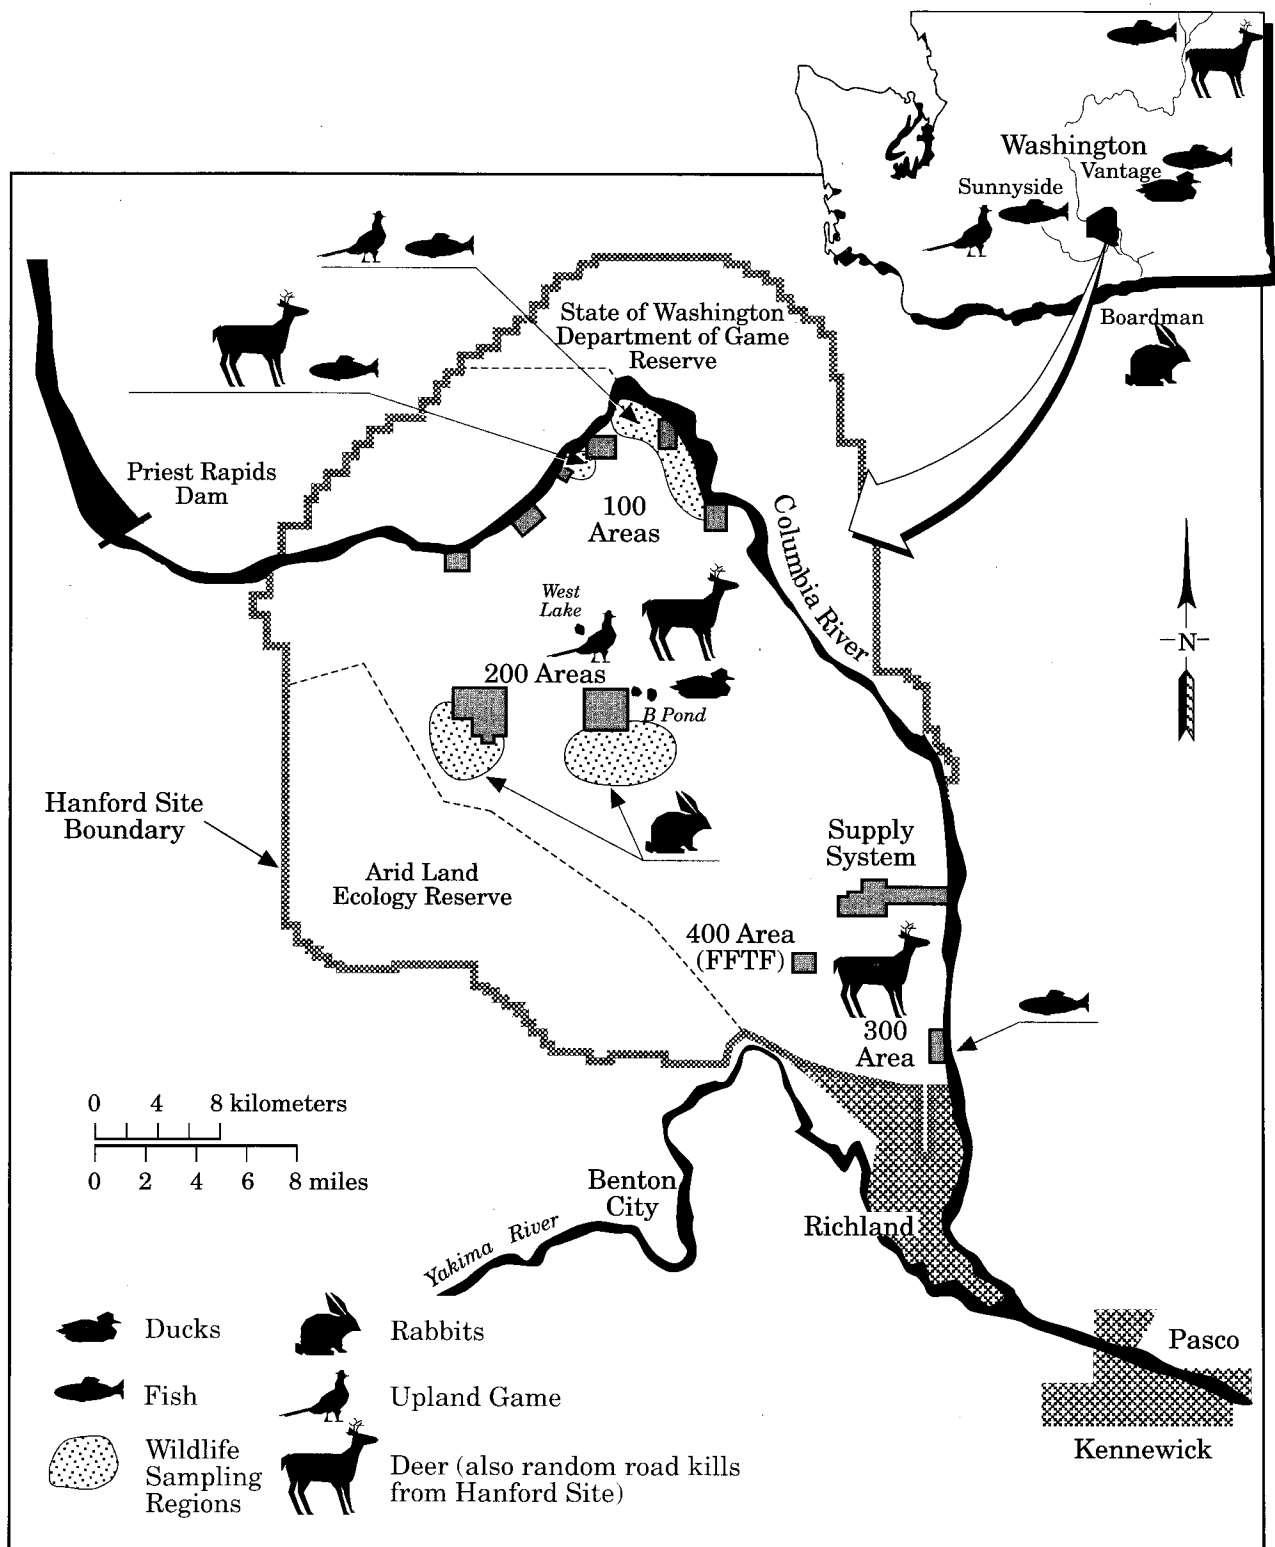 Washington
Vantage
Sunnyside
Boardman
State of Washington
Department of Game
Reserve
Priest Rapids
Dam
100
Areas
Columbia River
West
Lake
N
200 Areas
B Pond
Hanford Site
Boundary
Supply
System
Arid Land
Ecology Reserve
400 Area
(FFTF)
300
Area
0 4 8 kilometers
0 2 4 6 8 miles
Benton
City
Richland
Yakima River
Pasco
Kennewick
Ducks
Rabbits
Fish
Upland Game
Wildlife
Sampling
Regions
Deer (also random road kills
from Hanford Site)